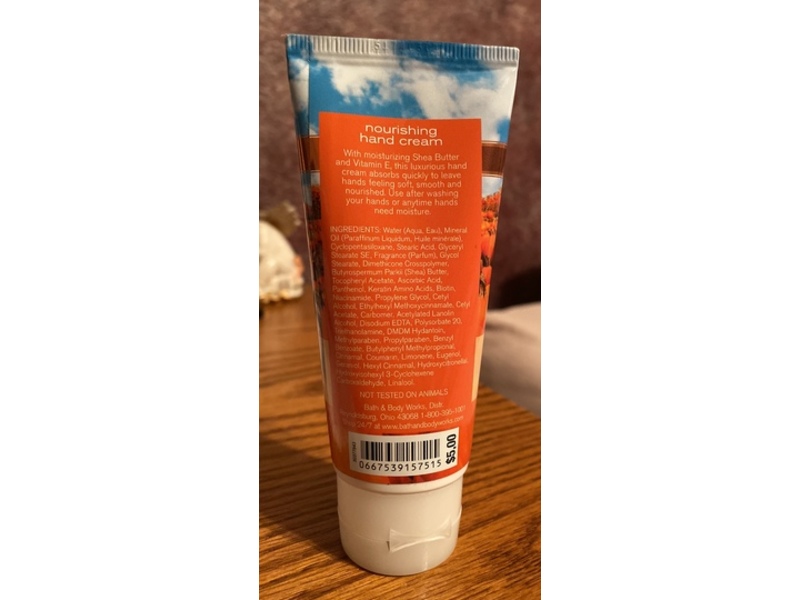 nourishing
hand cream
With moisturizing Shea Butter
and Vitamin E, this luxurious hand
cream absorbs quickly to leave
hands feeling soft, smooth and
nourished. Use after washing
your hands or anytime hands
need moisture.
INGREDIENTS: Water (Aqua, Eau), Mineral
Oil (Paraffinum Liquidum, Huile minérale),
Cyclopentasiloxane, Stearic Acid, Glyceryl
Stearate SE, Fragrance (Parfum), Glycol
Stearate, Dimethicone Crosspolymer,
Butyrospermum Parkii (Shea) Butter,
Tocopheryl Acetate, Ascorbic Acid,
Panthenol, Keratin Amino Acids, Biotin,
Niacinamide, Propylene Glycol, Cetyl
Alcohol, Ethylhexyl Methoxycinnamate, Cetyl
Acetate, Carbomer, Acetylated Lanolin
Alcohol, Disodium EDTA, Polysorbate 20,
DMDM Hydantoin,
Methylparaben, Propylparaben, Benzyl
Butylphenyl Methylpropional,
Coumarin, Limonene, Eugenol,
Hexyl Cinnamal, Hydroxycitronellal,
3-Cyclohexene
Linalool.
NOT TESTED ON ANIMALS
Bath & Body Works, Distr.
Ohio 43068 1-800-395-1001
24/7 at www.bathandbodyworks.com
0667539157515
$5.00